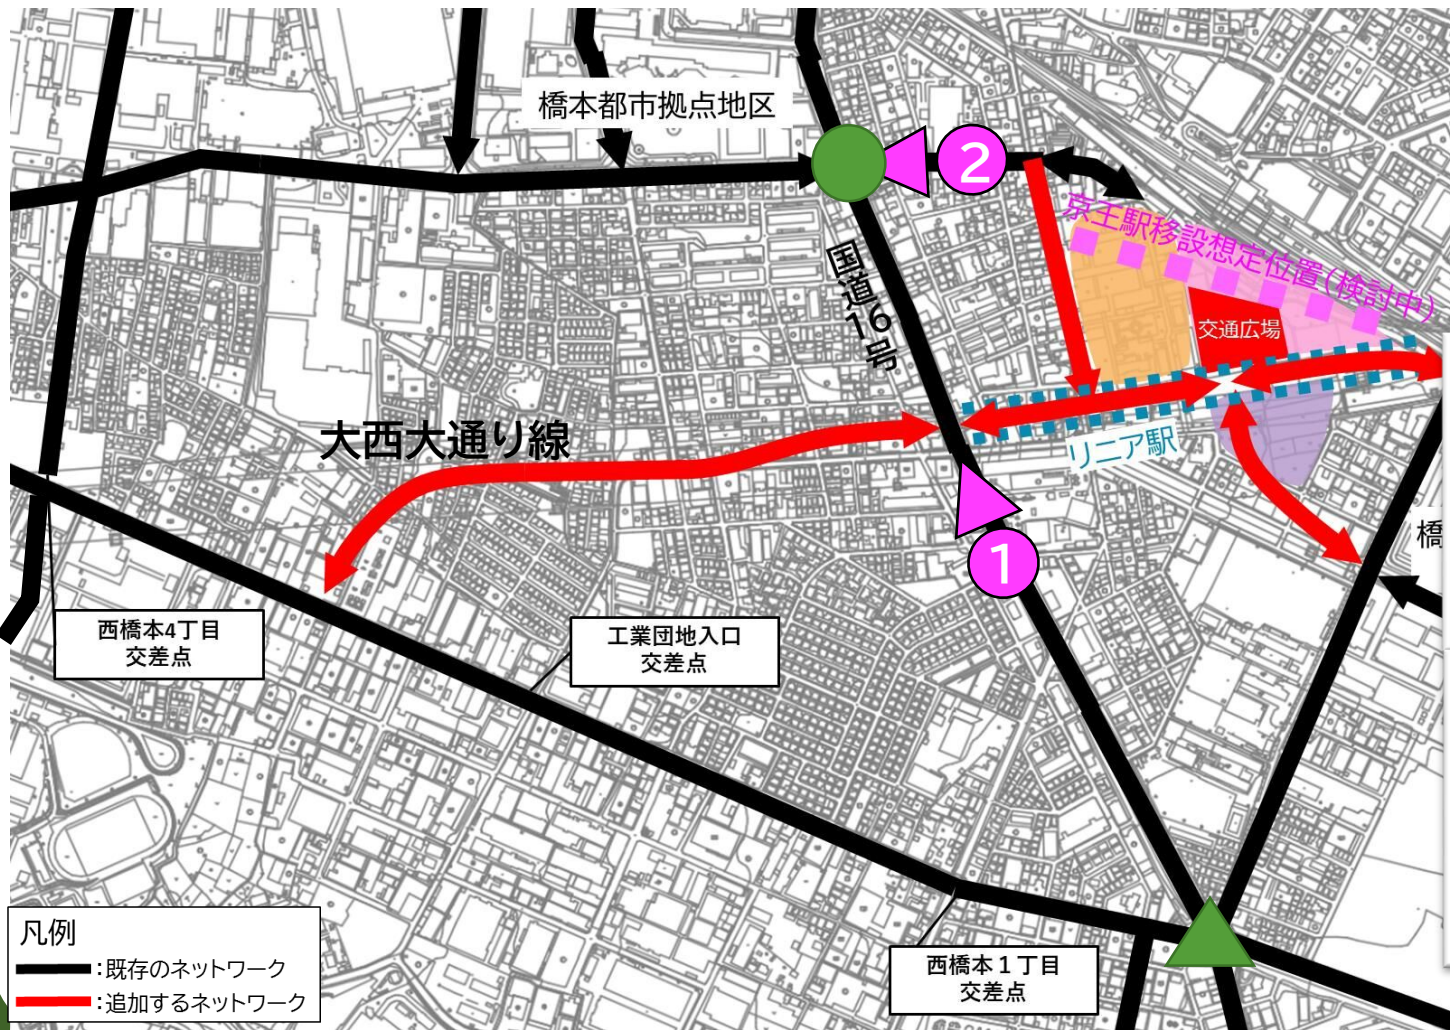 橋本都市拠点地区
2
京王駅移設想定位置(検討中)
国道16号
交通広場
大西大通り線
リニア駅
橋
1
西橋本4丁目
交差点
工業団地入口
交差点
凡例
:既存のネットワーク
:追加するネットワーク
西橋本１丁目
交差点